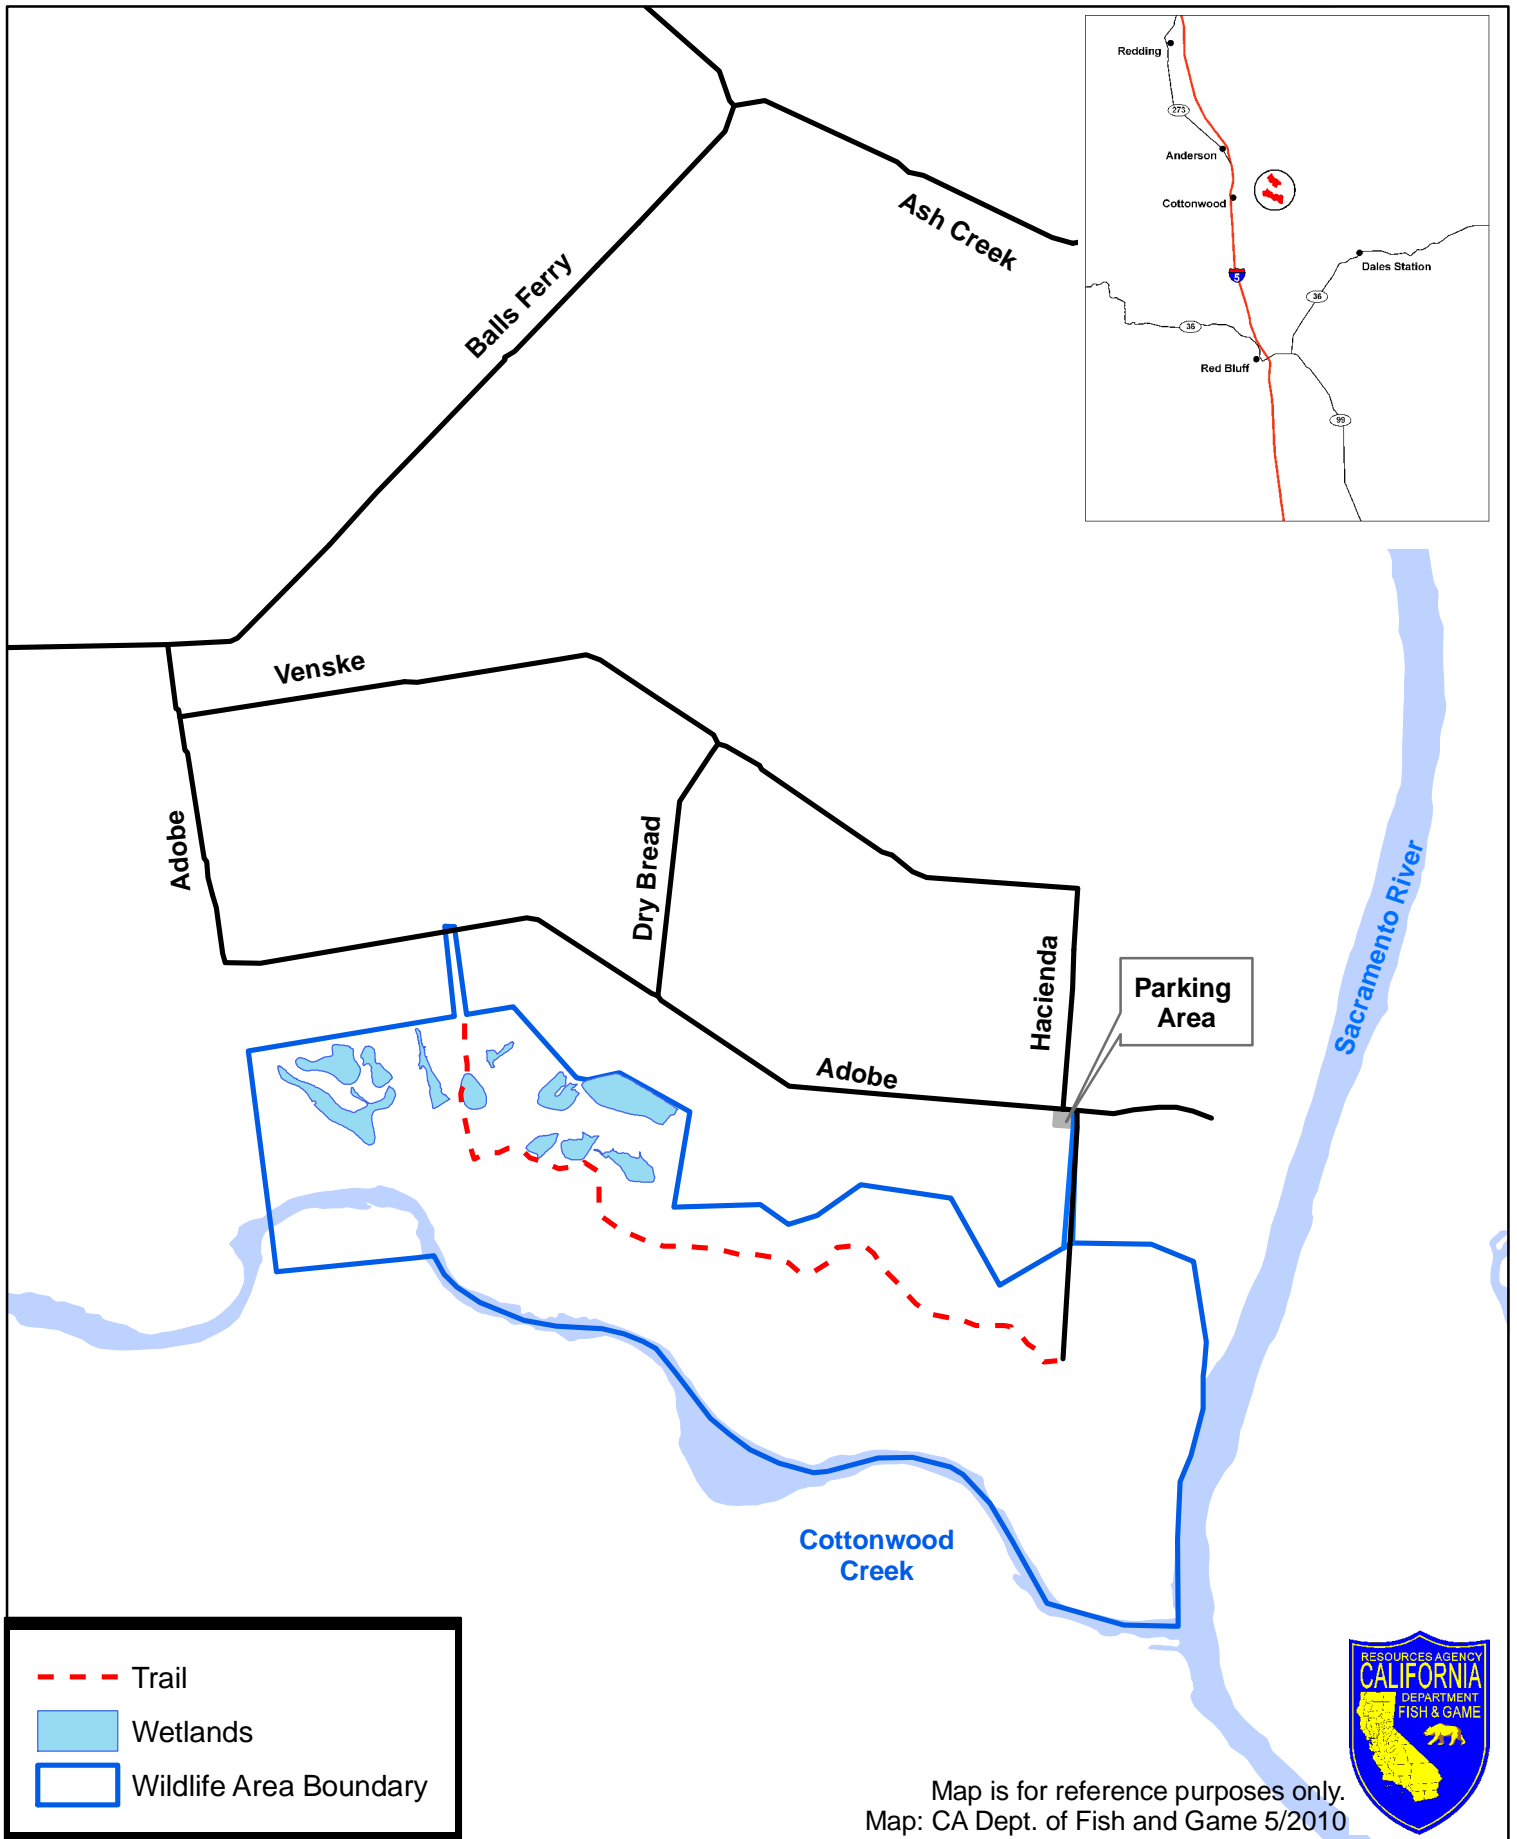 Redding
273
Anderson
Cottonwood
Dales Station
5
36
36
Red Bluff
99
Ash Creek
Balls Ferry
Venske
Adobe
Dry Bread
Hacienda
Parking
Area
Sacramento River
Adobe
Cottonwood
Creek
Trail
Wetlands
Wildlife Area Boundary
RESOURCES AGENCY
CALIFORNIA
DEPARTMENT
FISH & GAME
Map is for reference purposes only.
Map: CA Dept. of Fish and Game 5/2010